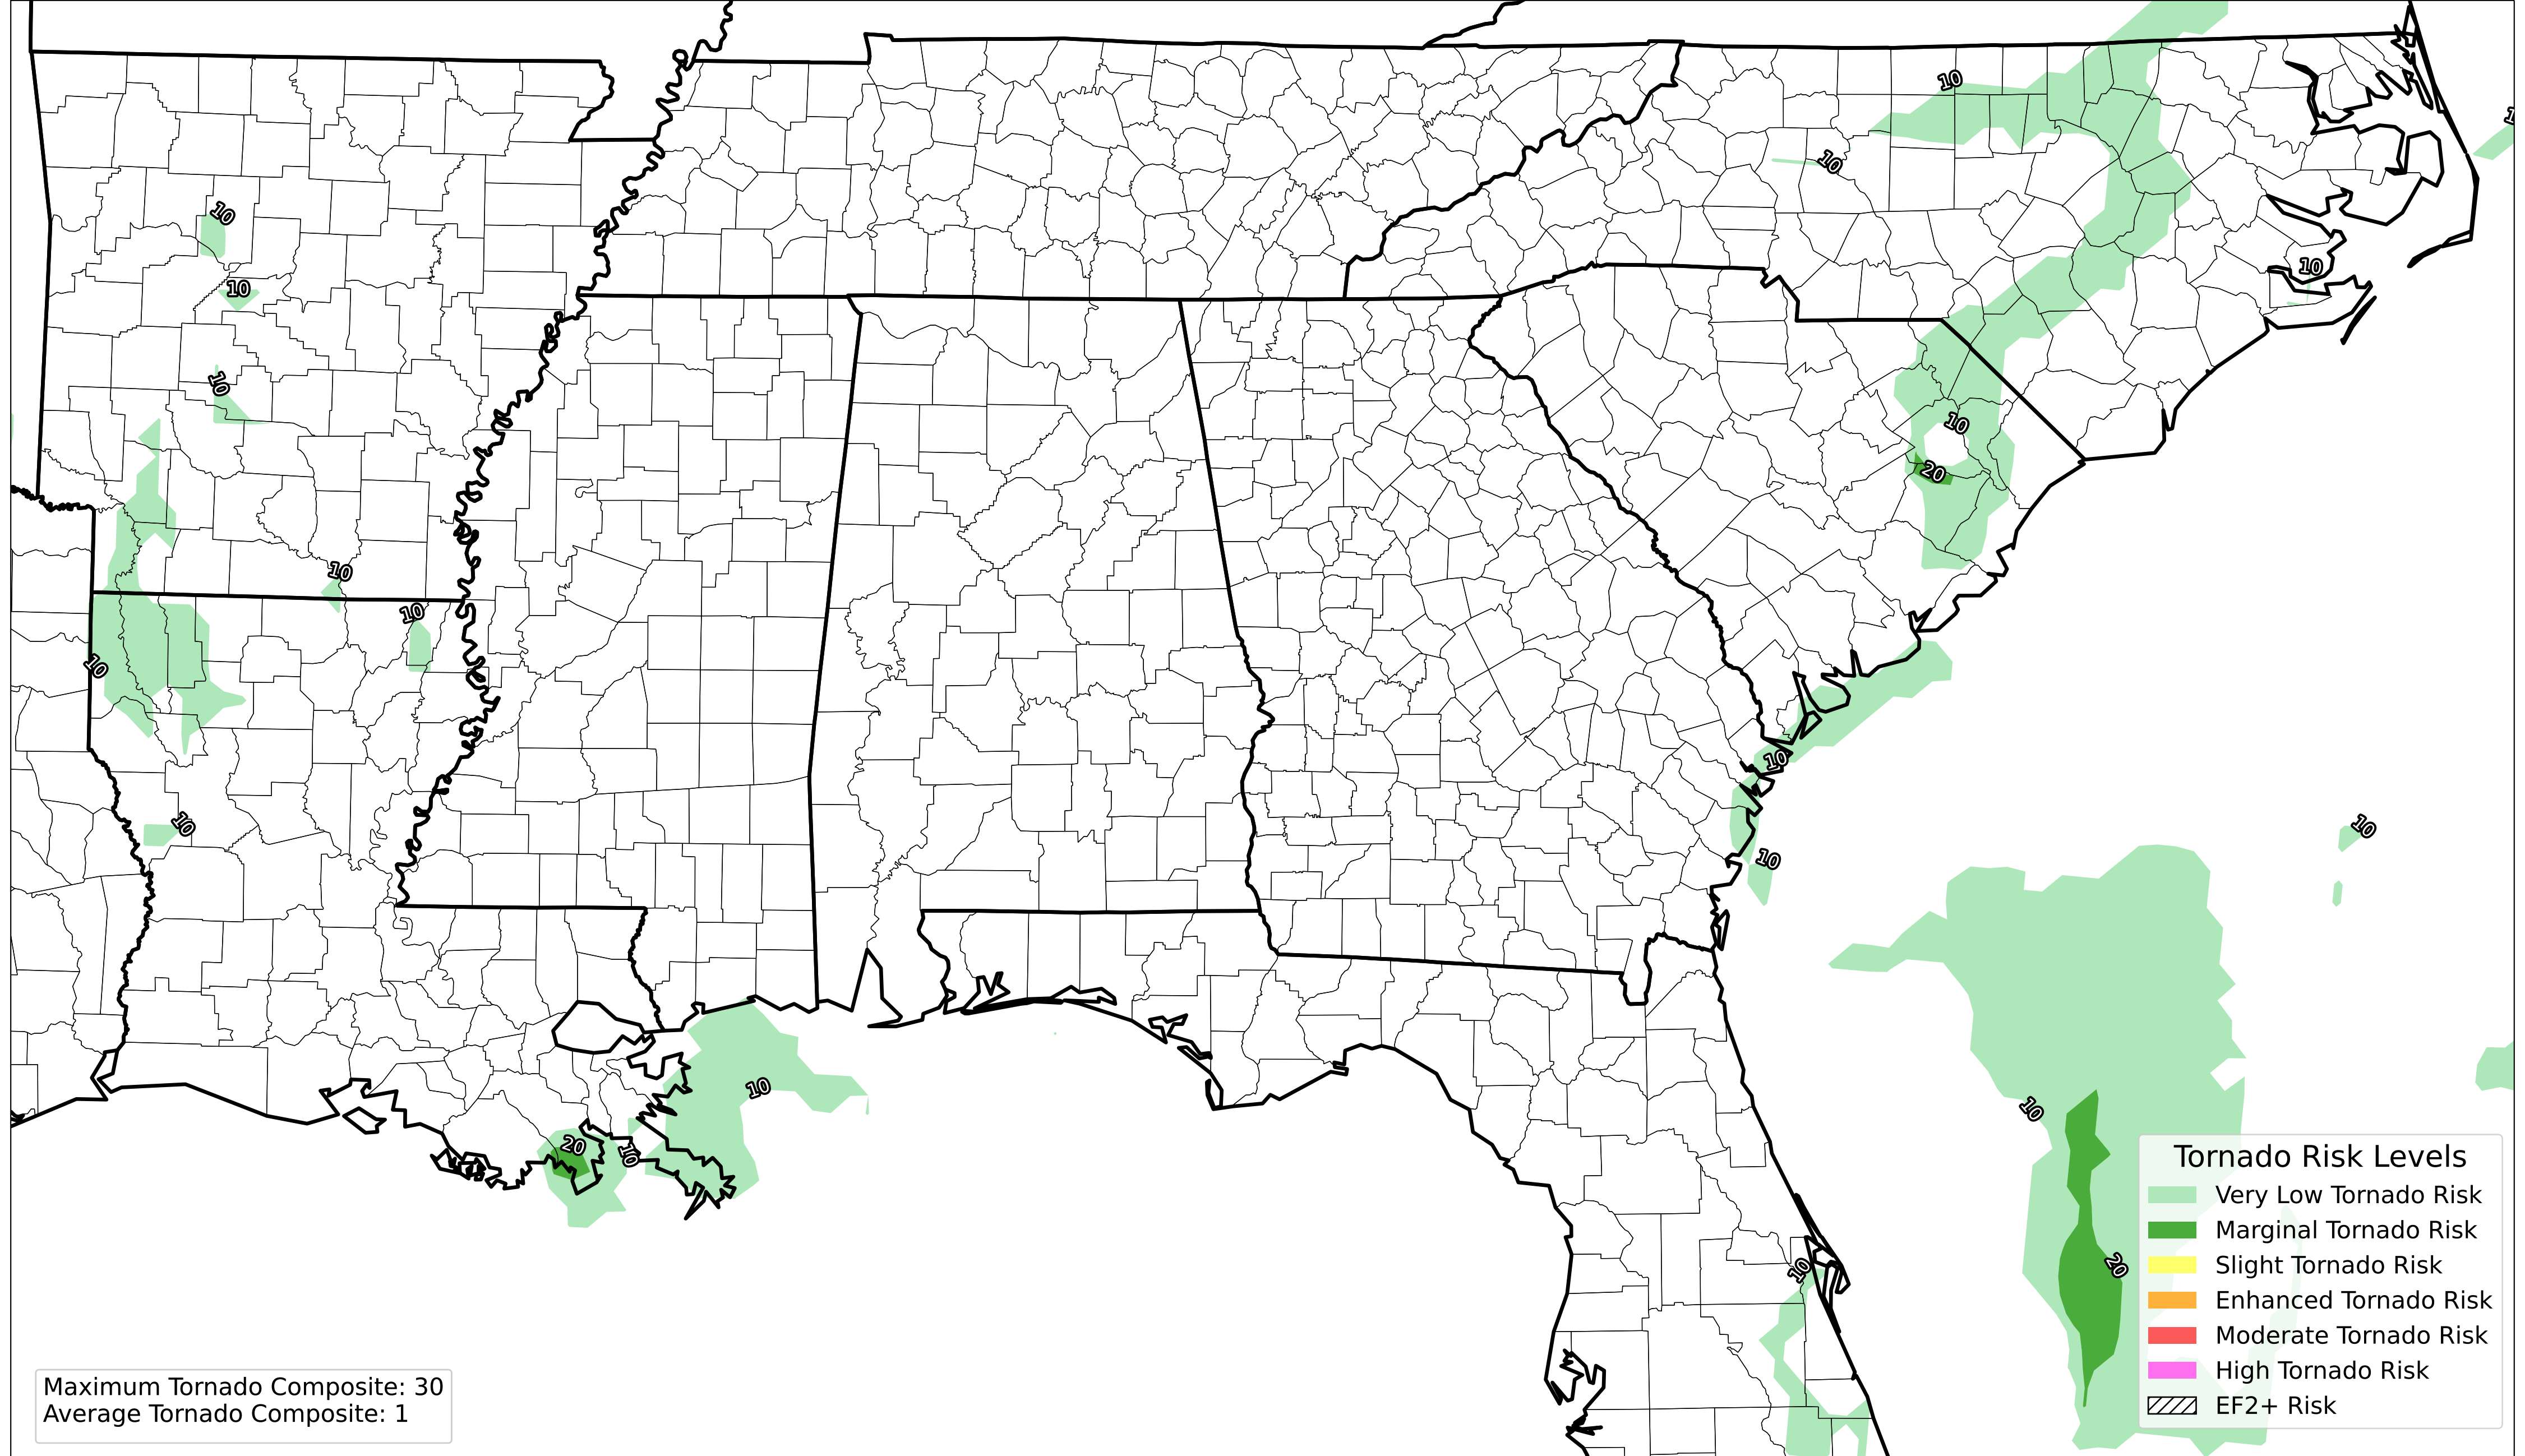 10
1
10
10
10
10
10
10
20
10
10
10
10
10
10
10
10
10
20
10
10
20
Tornado Risk Levels
Very Low Tornado Risk
Marginal Tornado Risk
Slight Tornado Risk
Enhanced Tornado Risk
Moderate Tornado Risk
High Tornado Risk
EF2+ Risk
Maximum Tornado Composite: 30
Average Tornado Composite: 1